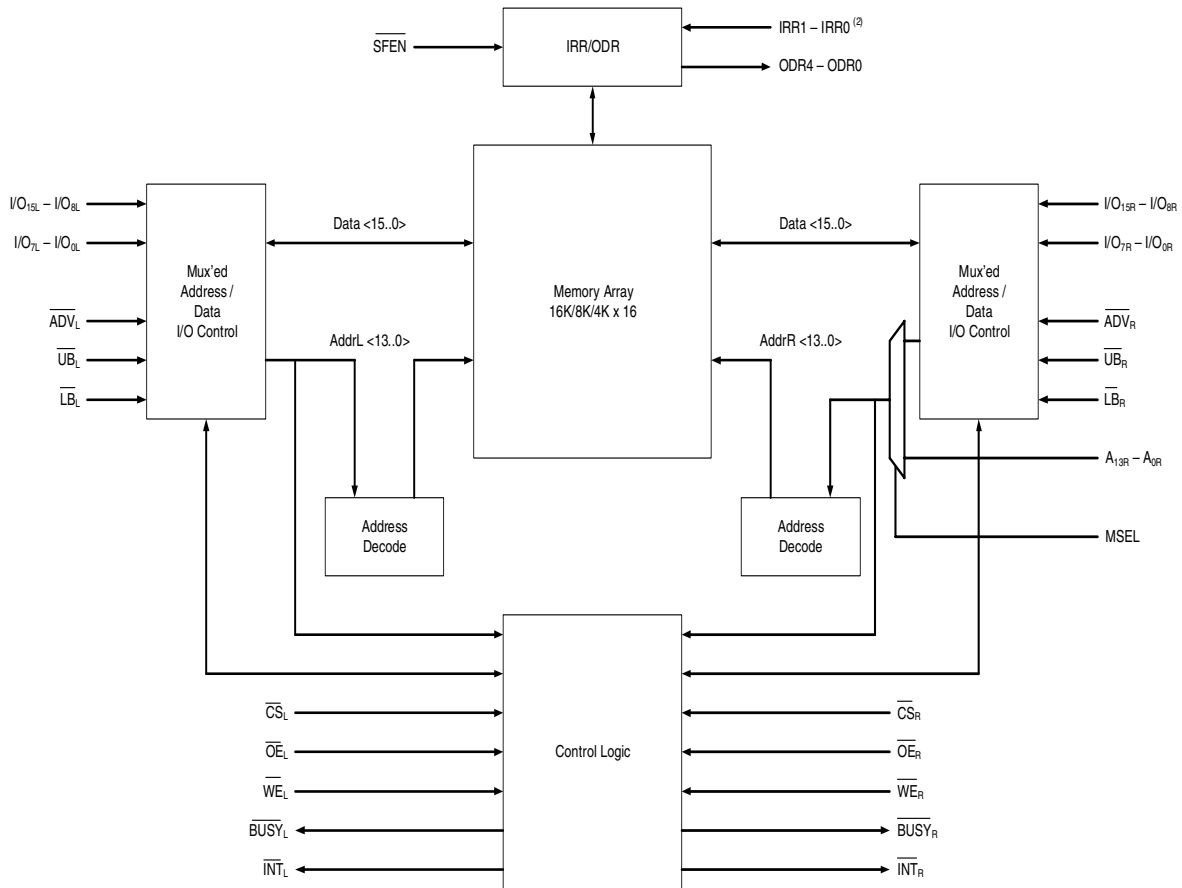 IRR1 – IRR0 (2)
SFEN
IRR/ODR
ODR4 – ODR0
I/O15L – I/O8L
I/O7L – I/O0L
ADVL
UBL
LBL
Mux'ed
Address /
Data
I/O Control
Data <15..0>
AddrL <13..0>
Memory Array
16K/8K/4K x 16
Data <15..0>
AddrR <13..0>
Mux'ed
Address /
Data
I/O Control
I/O15R – I/O8R
I/O7R – I/O0R
ADVR
UBR
LBR
A13R – A0R
MSEL
Address
Decode
Address
Decode
Control Logic
CSL
OEL
WEL
BUSYL
INTL
CSR
OER
WER
BUSYR
INTR